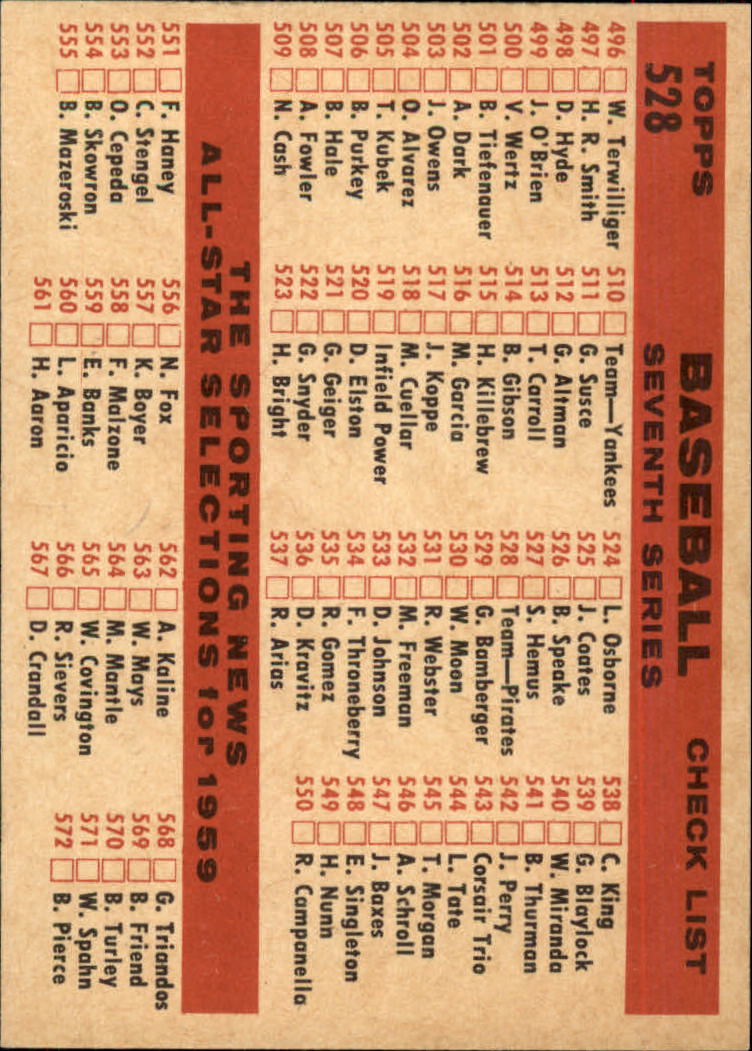 TOPPS BASEBALL CHECK LIST
528 SEVENTH SERIES
496 W. Terwilliger
497 H. R. Smith
498 D. Hyde
499 J. O'Brien
500 V. Wertz
501 B. Tiefenauer
502 A. Dark
503 J. Owens
504 O. Alvarez
505 T. Kubek
506 B. Purkey
507 B. Hale
508 A. Fowler
509 N. Cash
510 Team—Yankees
511 G. Susce
512 G. Altman
513 T. Carroll
514 B. Gibson
515 H. Killebrew
516 M. Garcia
517 J. Koppe
518 M. Cuellar
519 Infield Power
520 D. Elston
521 G. Geiger
522 G. Snyder
523 H. Bright
524 L. Osborne
525 J. Coates
526 B. Speake
527 S. Hemus
528 Team—Pirates
529 G. Bamberger
530 W. Moon
531 R. Webster
532 M. Freeman
533 D. Johnson
534 F. Throneberry
535 R. Gomez
536 D. Kravitz
537 R. Arias
538 C. King
539 G. Blaylock
540 W. Miranda
541 B. Thurman
542 J. Perry
543 Corsair Trio
544 L. Tate
545 T. Morgan
546 A. Schroll
547 J. Baxes
548 E. Singleton
549 H. Nunn
550 R. Campanella
THE SPORTING NEWS
ALL-STAR SELECTIONS for 1959
551 F. Haney
552 C. Stengel
553 O. Cepeda
554 B. Skowron
555 B. Mazeroski
556 N. Fox
557 K. Boyer
558 F. Malzone
559 E. Banks
560 L. Aparicio
561 H. Aaron
562 A. Kaline
563 W. Mays
564 M. Mantle
565 W. Covington
566 R. Sievers
567 D. Crandall
568 G. Triandos
569 B. Friend
570 B. Turley
571 W. Spahn
572 B. Pierce